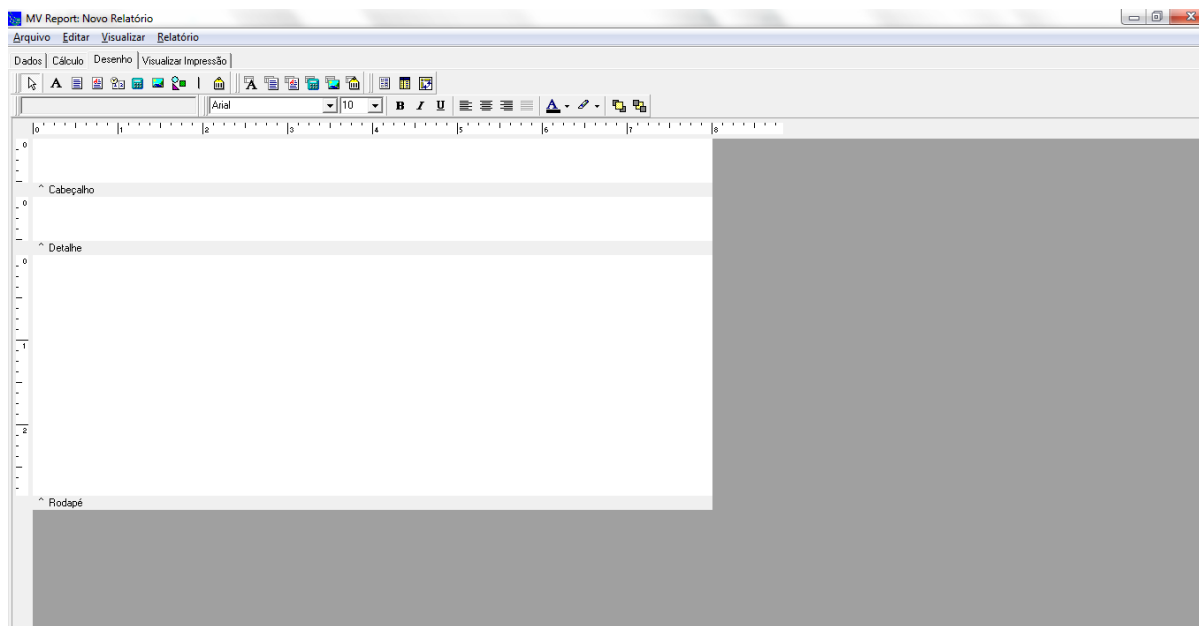 MV Report: Novo Relatório
Arquivo Editar Visualizar Relatório
Dados Cálculo Desenho Visualizar Impressão
Arial 10 B I U A
0 1 2 3 4 5 6 7 8
0
^ Cabeçalho
0
^ Detalhe
0
1
2
^ Rodapé